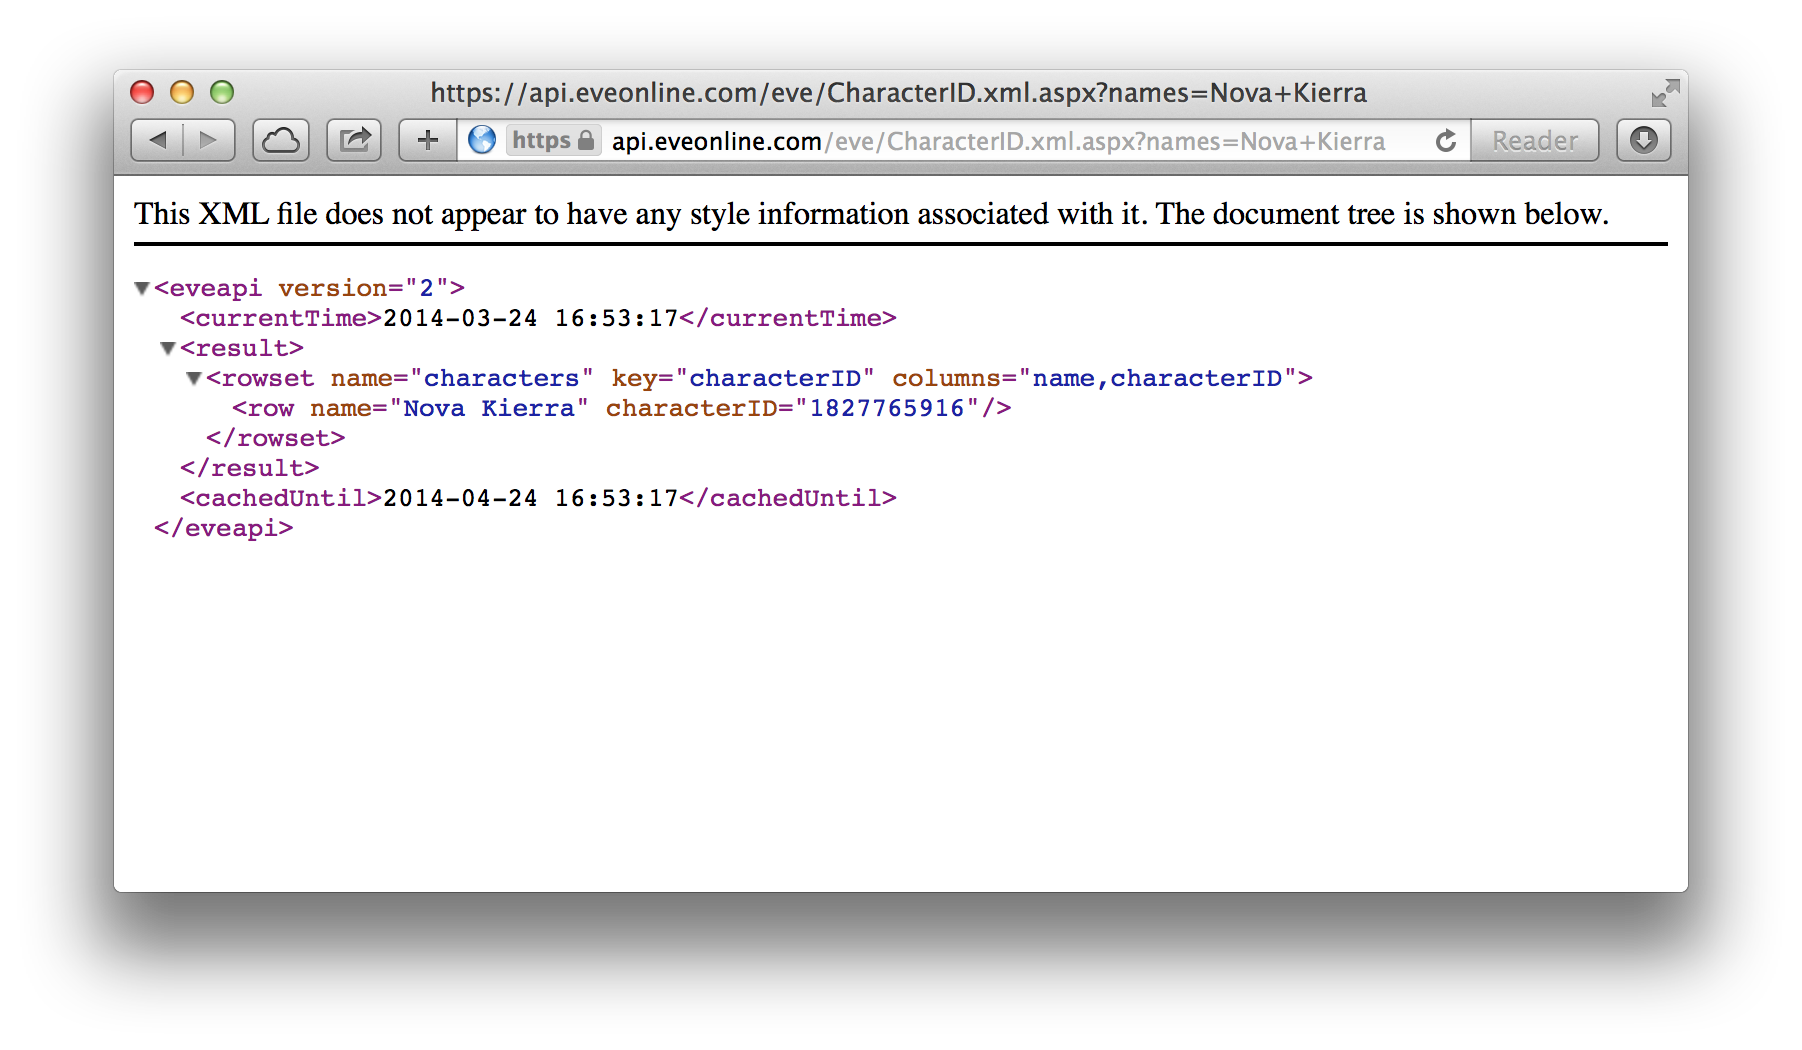 https://api.eveonline.com/eve/CharacterID.xml.aspx?names=Nova+Kierra
https api.eveonline.com/eve/CharacterID.xml.aspx?names=Nova+Kierra Reader
This XML file does not appear to have any style information associated with it. The document tree is shown below.
<eveapi version="2">
<currentTime>2014-03-24 16:53:17</currentTime>
<result>
<rowset name="characters" key="characterID" columns="name,characterID">
<row name="Nova Kierra" characterID="1827765916"/>
</rowset>
</result>
<cachedUntil>2014-04-24 16:53:17</cachedUntil>
</eveapi>